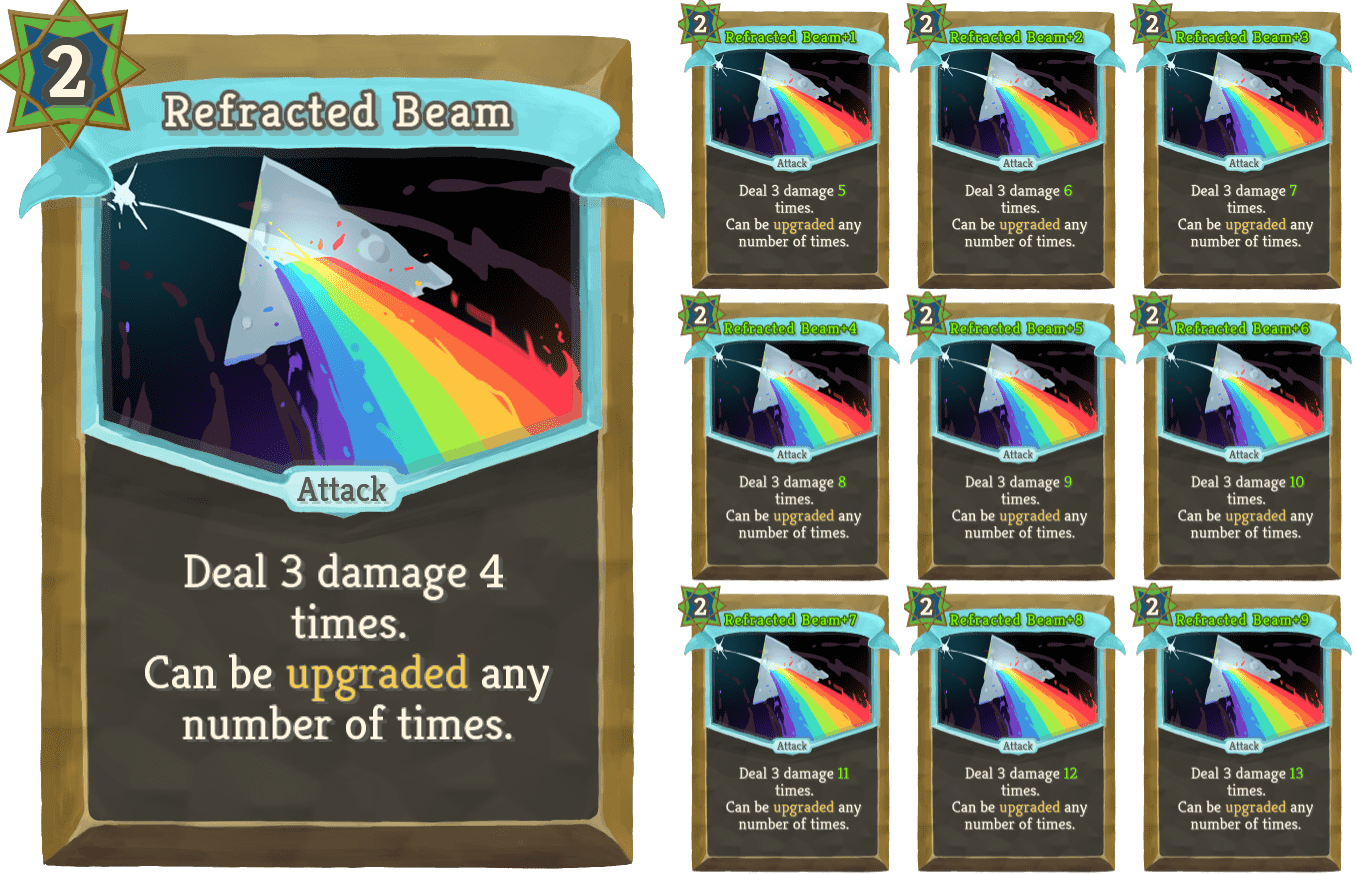 2
Refracted Beam
Attack
Deal 3 damage 4
times.
Can be upgraded any
number of times.
2
Refracted Beam+1
Attack
Deal 3 damage 5
times.
Can be upgraded any
number of times.
2
Refracted Beam+2
Attack
Deal 3 damage 6
times.
Can be upgraded any
number of times.
2
Refracted Beam+3
Attack
Deal 3 damage 7
times.
Can be upgraded any
number of times.
2
Refracted Beam+4
Attack
Deal 3 damage 8
times.
Can be upgraded any
number of times.
2
Refracted Beam+5
Attack
Deal 3 damage 9
times.
Can be upgraded any
number of times.
2
Refracted Beam+6
Attack
Deal 3 damage 10
times.
Can be upgraded any
number of times.
2
Refracted Beam+7
Attack
Deal 3 damage 11
times.
Can be upgraded any
number of times.
2
Refracted Beam+8
Attack
Deal 3 damage 12
times.
Can be upgraded any
number of times.
2
Refracted Beam+9
Attack
Deal 3 damage 13
times.
Can be upgraded any
number of times.